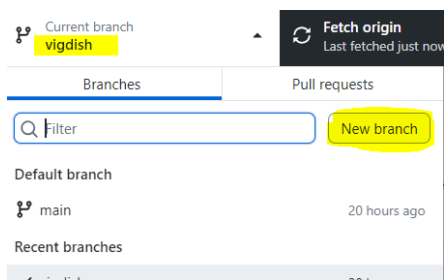 Current branch
vigdish
Fetch origin
Last fetched just now
Branches
Pull requests
Filter
New branch
Default branch
main
20 hours ago
Recent branches